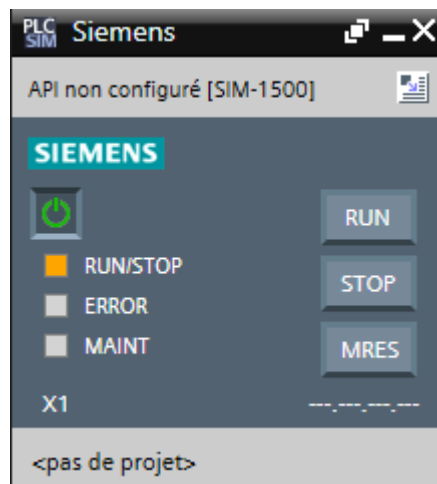 PLC SIM Siemens
API non configuré [SIM-1500]
SIEMENS
RUN
RUN/STOP
STOP
ERROR
MAINT
MRES
X1 ---.---.---.---
<pas de projet>